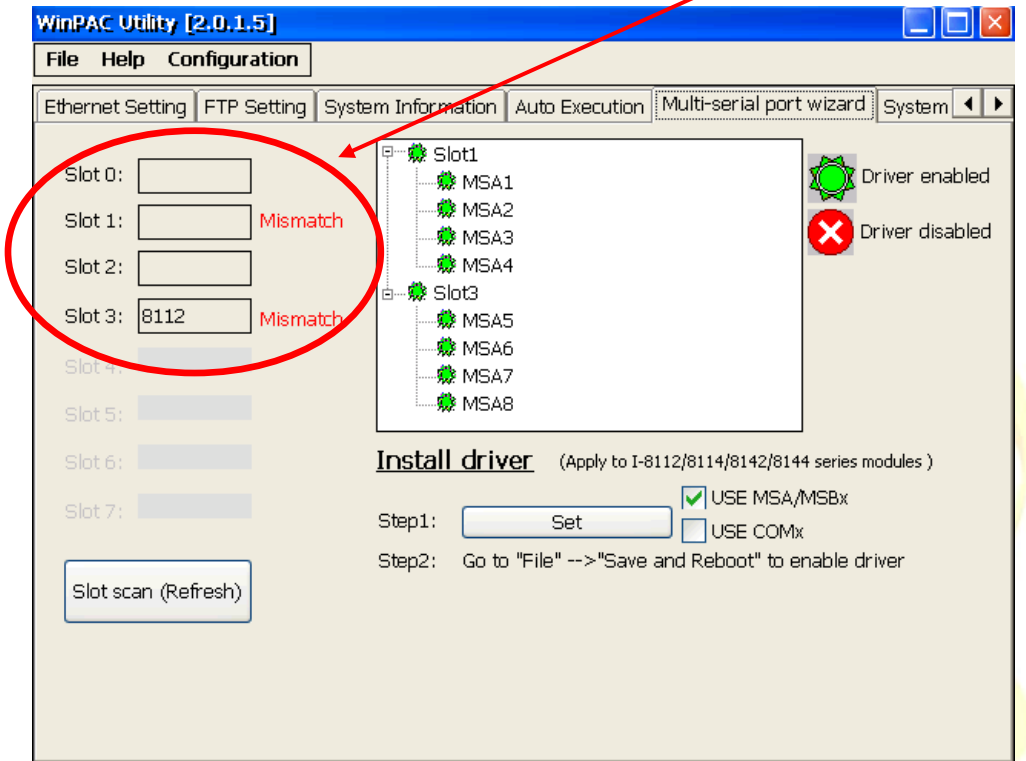 WinPAC Utility [2.0.1.5]
File Help Configuration
Ethernet Setting FTP Setting System Information Auto Execution Multi-serial port wizard System
Slot 0:
Slot 1: Mismatch
Slot 2:
Slot 3: 8112 Mismatch
Slot 4:
Slot 5:
Slot 6:
Slot 7:
Slot scan (Refresh)
Slot1
MSA1
MSA2
MSA3
MSA4
Slot3
MSA5
MSA6
MSA7
MSA8
Driver enabled
Driver disabled
Install driver (Apply to I-8112/8114/8142/8144 series modules )
USE MSA/MSBx
Step1: Set
USE COMx
Step2: Go to "File" -->"Save and Reboot" to enable driver